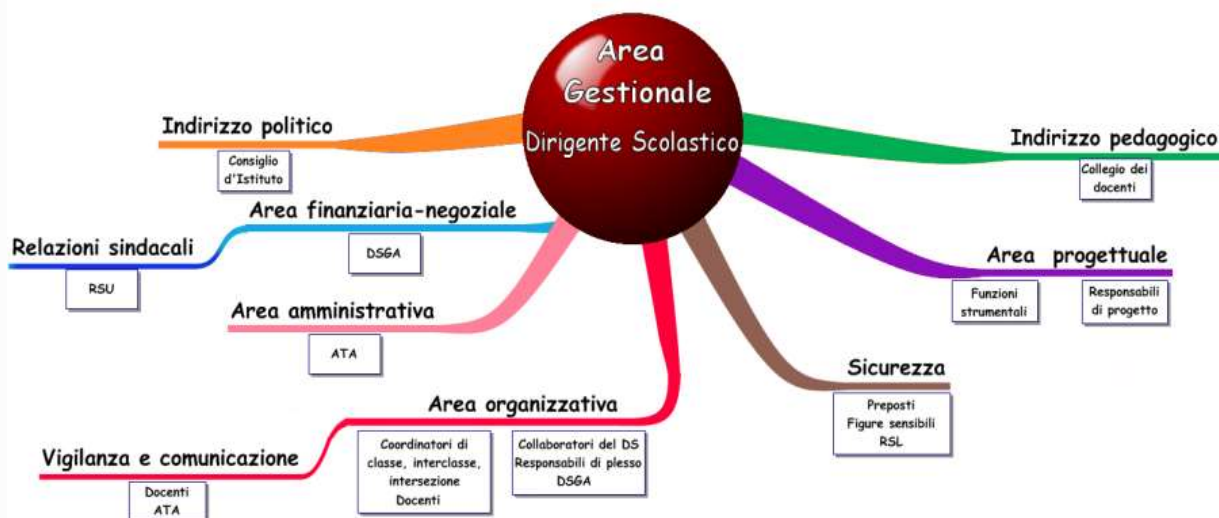 Area
Gestionale
Dirigente Scolastico
Indirizzo politico
Consiglio
d'Istituto
Area finanziaria-negoziale
DSGA
Relazioni sindacali
RSU
Area amministrativa
ATA
Area organizzativa
Coordinatori di
classe, interclasse,
intersezione
Docenti
Collaboratori del DS
Responsabili di plesso
DSGA
Vigilanza e comunicazione
Docenti
ATA
Indirizzo pedagogico
Collegio dei
docenti
Area progettuale
Funzioni
strumentali
Responsabili
di progetto
Sicurezza
Preposti
Figure sensibili
RSL